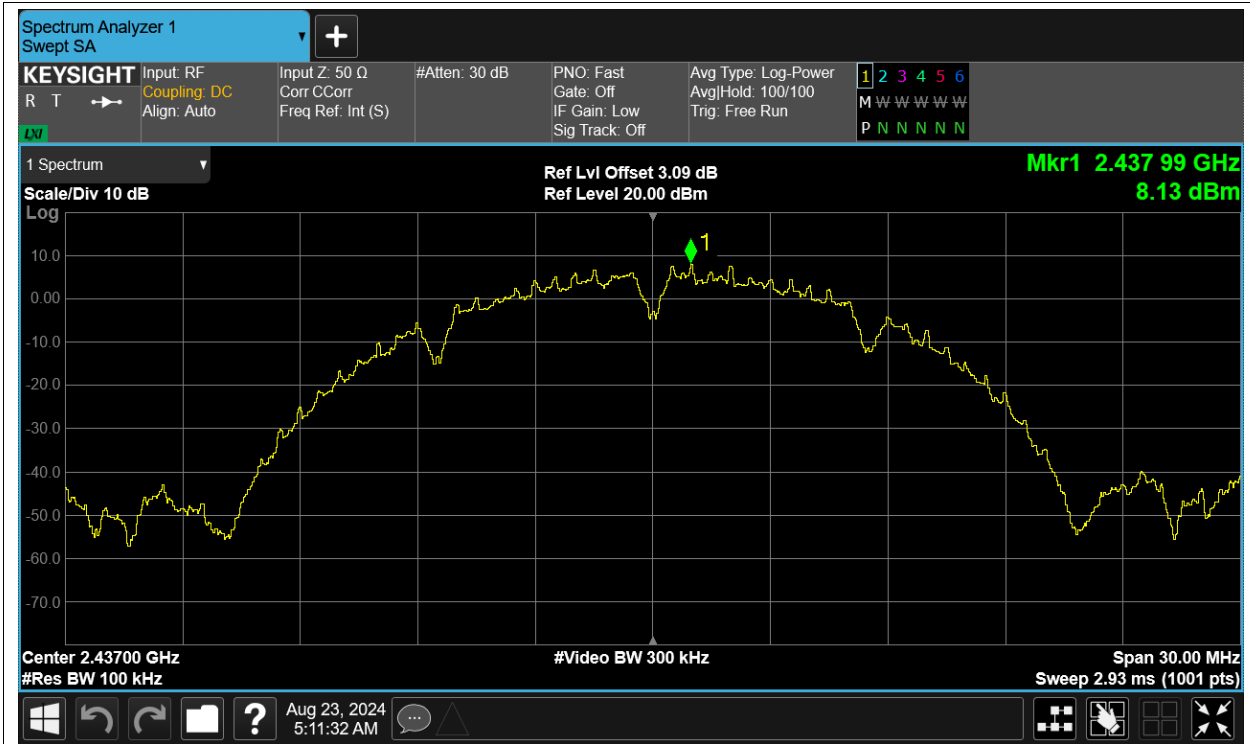 Spectrum Analyzer 1
Swept SA
KEYSIGHT
R T
LXI
Input: RF
Coupling: DC
Align: Auto
Input Z: 50 Ω
Corr CCorr
Freq Ref: Int (S)
#Atten: 30 dB
PNO: Fast
Gate: Off
IF Gain: Low
Sig Track: Off
Avg Type: Log-Power
Avg|Hold: 100/100
Trig: Free Run
1 2 3 4 5 6
M W W W W W
P N N N N N
1 Spectrum
Scale/Div 10 dB
Log
Ref Lvl Offset 3.09 dB
Ref Level 20.00 dBm
Mkr1 2.437 99 GHz
8.13 dBm
1
10.0
0.00
-10.0
-20.0
-30.0
-40.0
-50.0
-60.0
-70.0
Center 2.43700 GHz
#Video BW 300 kHz
Span 30.00 MHz
#Res BW 100 kHz
Sweep 2.93 ms (1001 pts)
?
Aug 23, 2024
5:11:32 AM